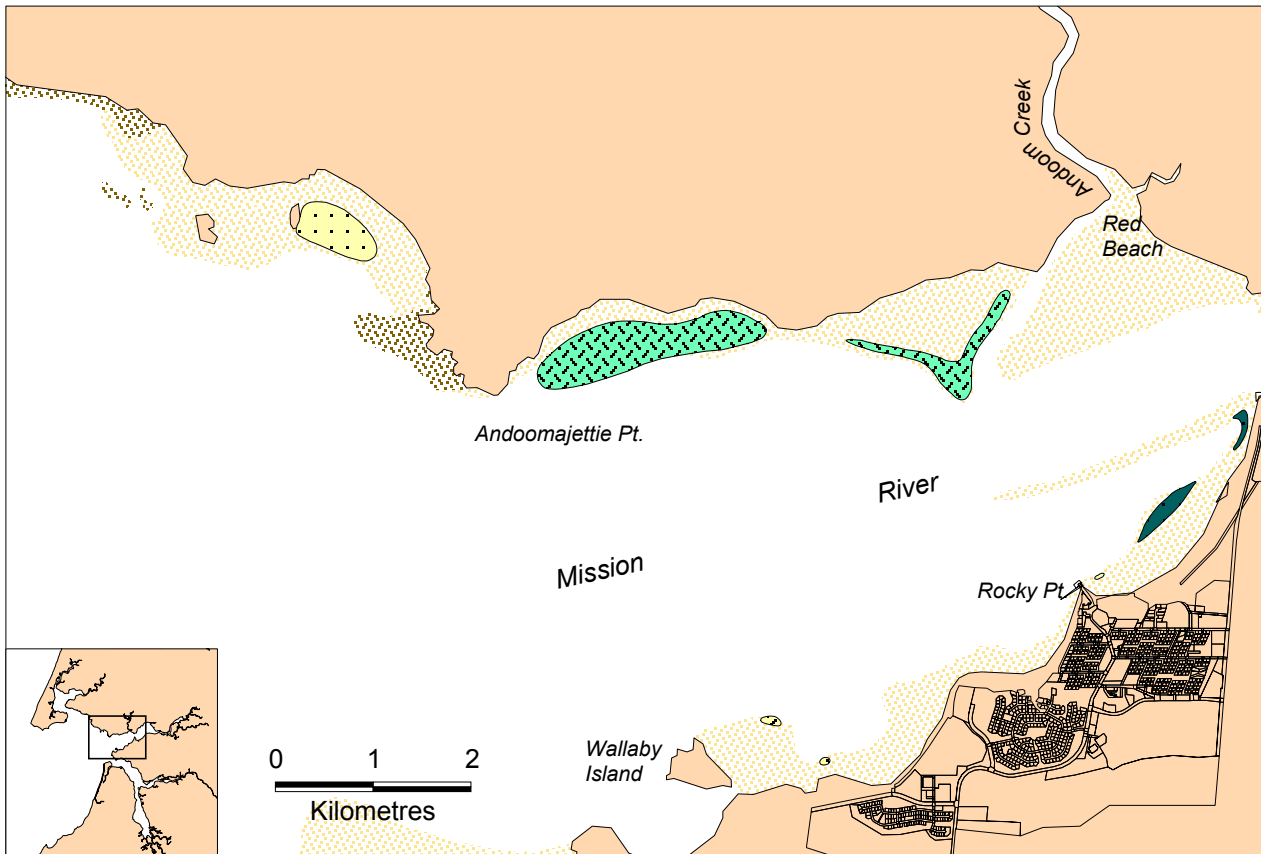 Andoom Creek
Red
Beach
Andoomajettie Pt.
River
Mission
Rocky Pt.
Wallaby
Island
0 1 2
Kilometres